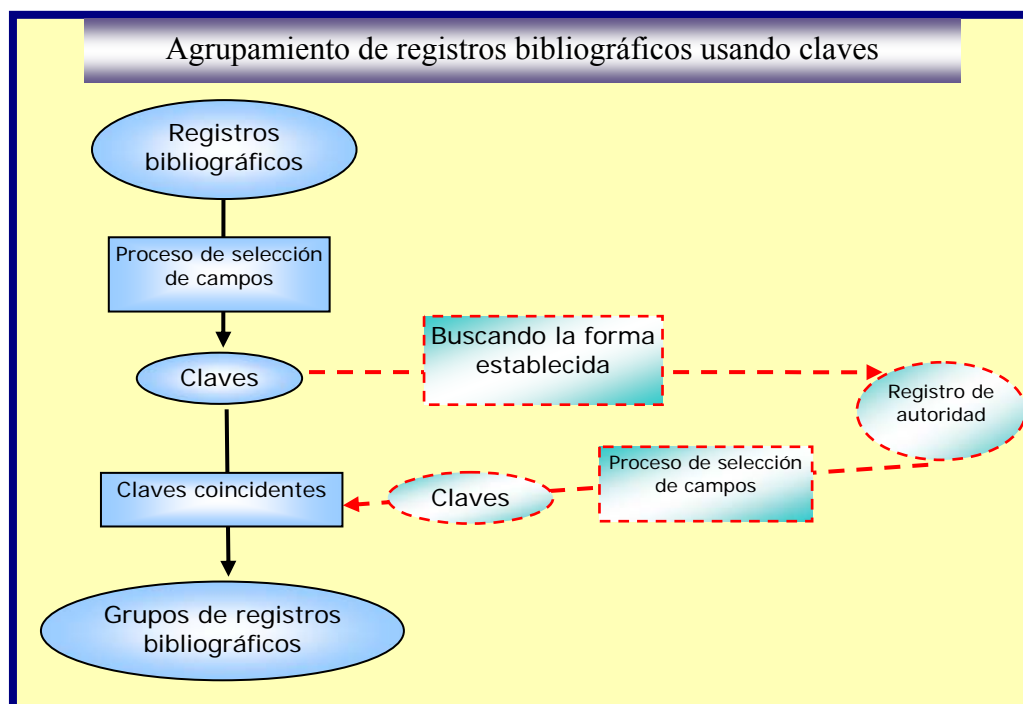 Agrupamiento de registros bibliográficos usando claves
Registros
bibliográficos
Proceso de selección
de campos
Claves
Buscando la forma
establecida
Registro de
autoridad
Proceso de selección
de campos
Claves
Claves coincidentes
Grupos de registros
bibliográficos